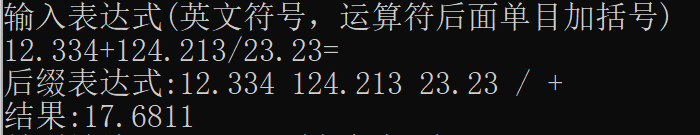 输入表达式(英文符号，运算符后面单目加括号)
12.334+124.213/23.23=
后缀表达式:12.334 124.213 23.23 / +
结果:17.6811